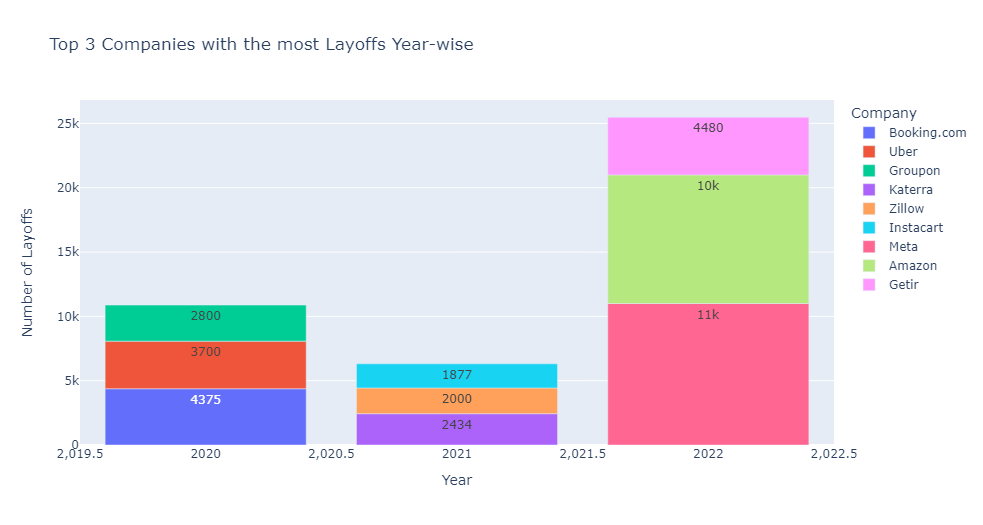 Top 3 Companies with the most Layoffs Year-wise
Number of Layoffs
25k
20k
15k
10k
5k
0
2800
3700
4375
1877
2000
2434
4480
10k
11k
2,019.5
2020
2,020.5
2021
2,021.5
2022
2,022.5
Year
Company
Booking.com
Uber
Groupon
Katerra
Zillow
Instacart
Meta
Amazon
Getir